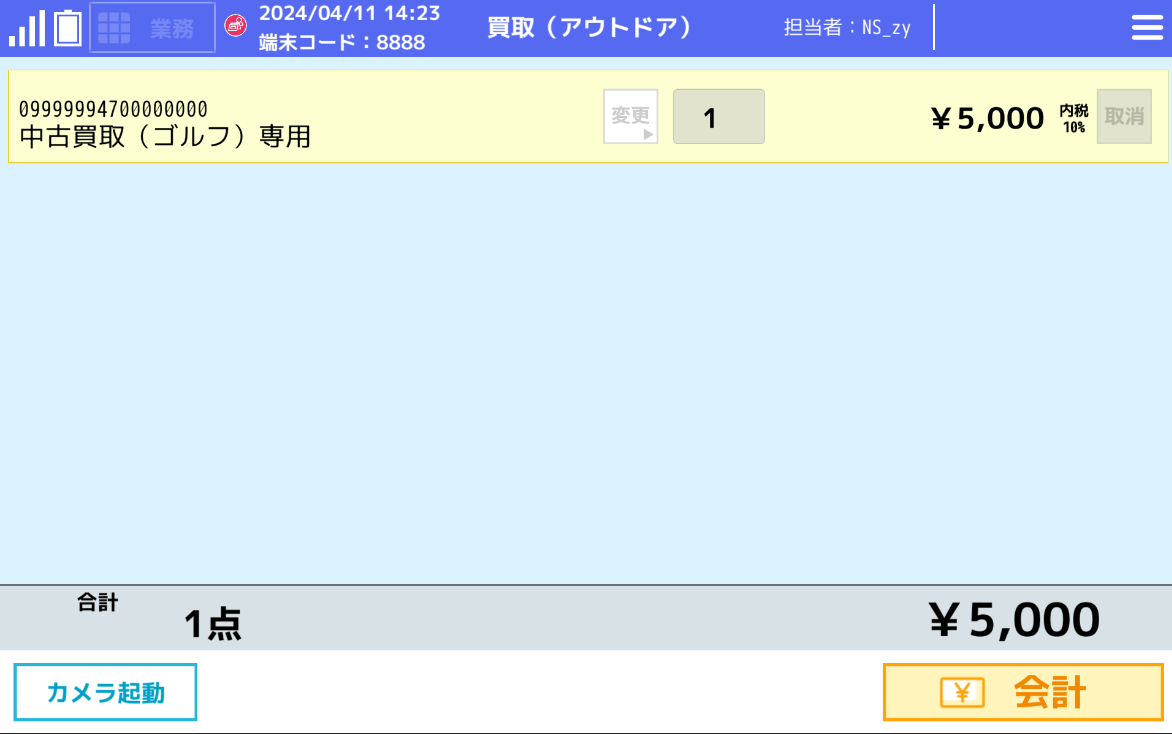 業務
2024/04/11 14:23
端末コード：8888
買取（アウトドア）
担当者：NS_zy
09999994700000000
中古買取（ゴルフ）専用
変更
1
￥5,000
内税
10%
取消
合計
1点
￥5,000
カメラ起動
￥
会計